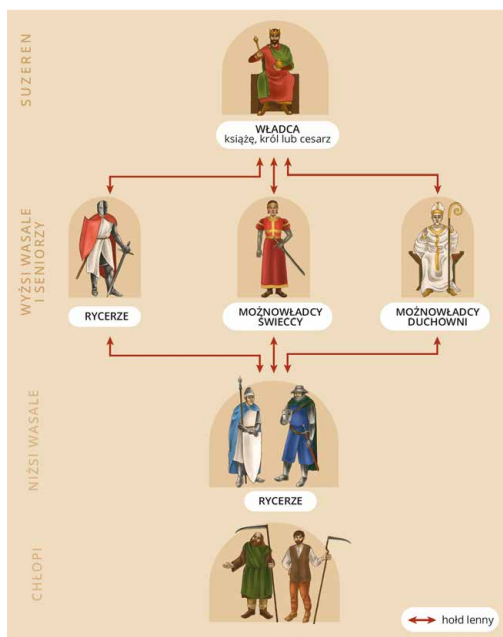 SUZEREN
WŁADCA
książę, król lub cesarz
WYŻSI WASALE
I SENIORZY
RYCERZE
MOŻNOWŁADCY
ŚWIECCY
MOŻNOWŁADCY
DUCHOWNI
NIŻSI WASALE
RYCERZE
CHŁOPI
hołd lenny